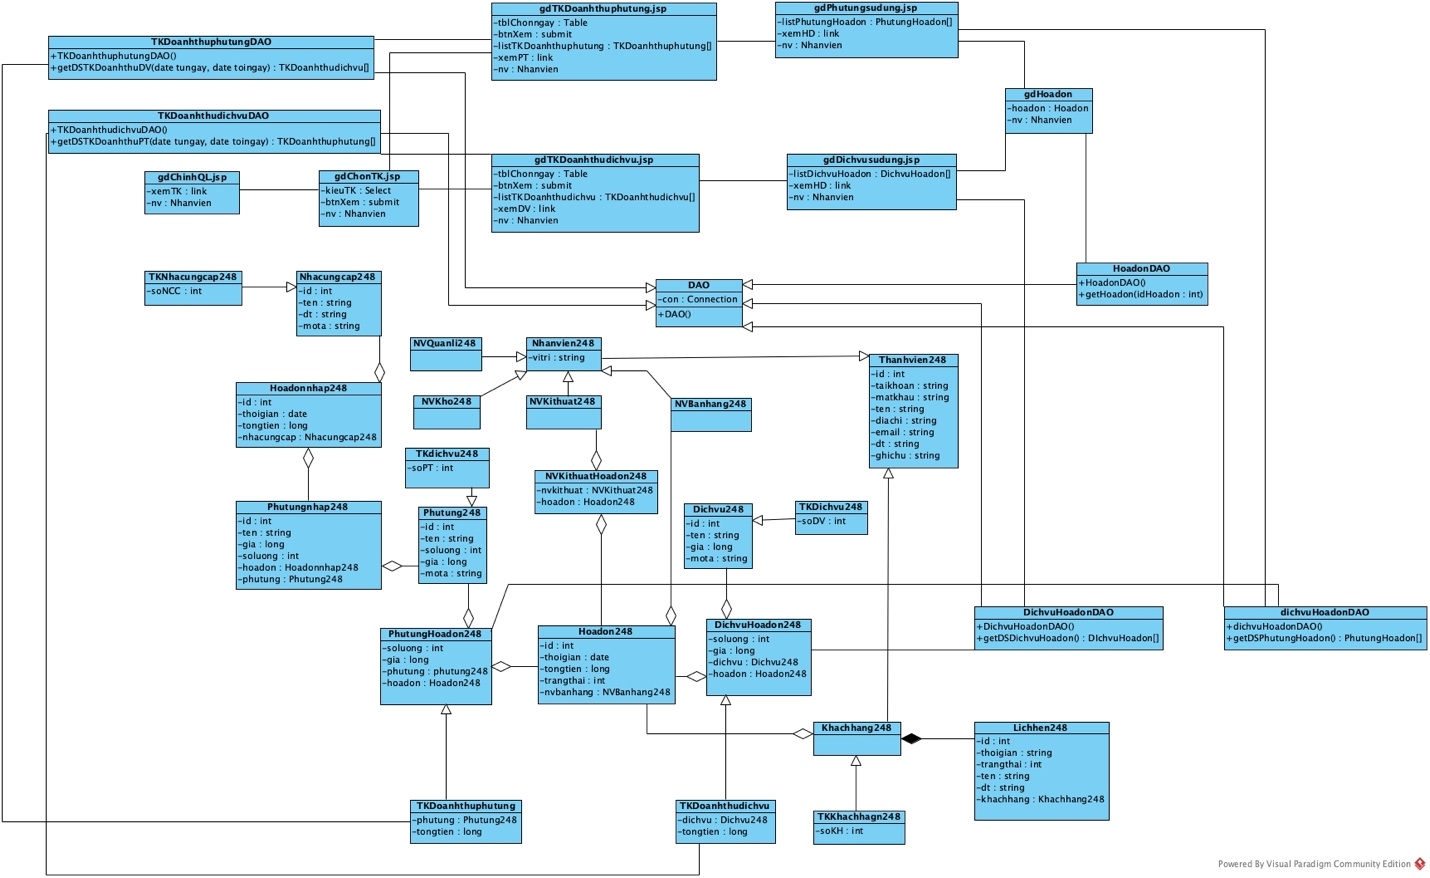 TKDoanhthuphutungDAO
+TKDoanhthuphutungDAO()
+getDSTKDoanhthuDV(date tungay, date toingay) : TKDoanhthudichvu[]
gdTKDoanhthuphutung.jsp
-tblChonngay : Table
-btnXem : submit
-listTKDoanhthuphutung : TKDoanhthuphutung[]
-xemPT : link
-nv : Nhanvien
gdPhutungsudung.jsp
-listPhutungHoadon : PhutungHoadon[]
-xemHD : link
-nv : Nhanvien
gdHoadon
-hoadon : Hoadon
-nv : Nhanvien
TKDoanhthudichvuDAO
+TKDoanhthudichvuDAO()
+getDSTKDoanhthuPT(date tungay, date toingay) : TKDoanhthuphutung[]
gdChinhQL.jsp
-xemTK : link
-nv : Nhanvien
gdChonTK.jsp
-kieuTK : Select
-btnXem : submit
-nv : Nhanvien
gdTKDoanhthudichvu.jsp
-tblChonngay : Table
-btnXem : submit
-listTKDoanhthudichvu : TKDoanhthudichvu[]
-xemDV : link
-nv : Nhanvien
gdDichvusudung.jsp
-listDichvuHoadon : DichvuHoadon[]
-xemHD : link
-nv : Nhanvien
TKNhacungcap248
-soNCC : int
Nhacungcap248
-id : int
-ten : string
-dt : string
-mota : string
DAO
-con : Connection
+DAO()
HoadonDAO
+HoadonDAO()
+getHoadon(idHoadon : int)
NVQuanli248
Nhanvien248
-vitri : string
Thanhvien248
-id : int
-taikhoan : string
-matkhau : string
-ten : string
-diachi : string
-email : string
-dt : string
-ghichu : string
Hoadonnhap248
-id : int
-thoigian : date
-tongtien : long
-nhacungcap : Nhacungcap248
NVKho248
NVKithuat248
NVBanhang248
TKdichvu248
-soPT : int
NVKithuatHoadon248
-nvkithuat : NVKithuat248
-hoadon : Hoadon248
Phutungnhap248
-id : int
-ten : string
-gia : long
-soluong : int
-hoadon : Hoadonnhap248
-phutung : Phutung248
Phutung248
-id : int
-ten : string
-soluong : int
-gia : long
-mota : string
Dichvu248
-id : int
-ten : string
-gia : long
-mota : string
TKDichvu248
-soDV : int
PhutungHoadon248
-soluong : int
-gia : long
-phutung : phutung248
-hoadon : Hoadon248
Hoadon248
-id : int
-thoigian : date
-tongtien : long
-trangthai : int
-nvbanhang : NVBanhang248
DichvuHoadon248
-soluong : int
-gia : long
-dichvu : Dichvu248
-hoadon : Hoadon248
DichvuHoadonDAO
+DichvuHoadonDAO()
+getDSDichvuHoadon() : DIchvuHoadon[]
dichvuHoadonDAO
+dichvuHoadonDAO()
+getDSPhutungHoadon() : PhutungHoadon[]
Khachhang248
Lichhen248
-id : int
-thoigian : string
-trangthai : int
-ten : string
-dt : string
-khachhang : Khachhang248
TKDoanhthuphutung
-phutung : Phutung248
-tongtien : long
TKDoanhthudichvu
-dichvu : Dichvu248
-tongtien : long
TKKhachhagn248
-soKH : int
Powered By Visual Paradigm Community Edition